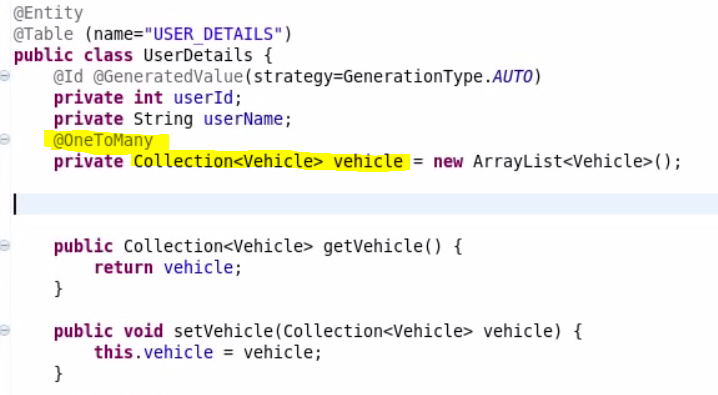 @Entity
@Table (name="USER_DETAILS")
public class UserDetails {
@Id @GeneratedValue(strategy=GenerationType.AUTO)
private int userId;
private String userName;
@OneToMany
private Collection<Vehicle> vehicle = new ArrayList<Vehicle>();
public Collection<Vehicle> getVehicle() {
return vehicle;
}
public void setVehicle(Collection<Vehicle> vehicle) {
this.vehicle = vehicle;
}